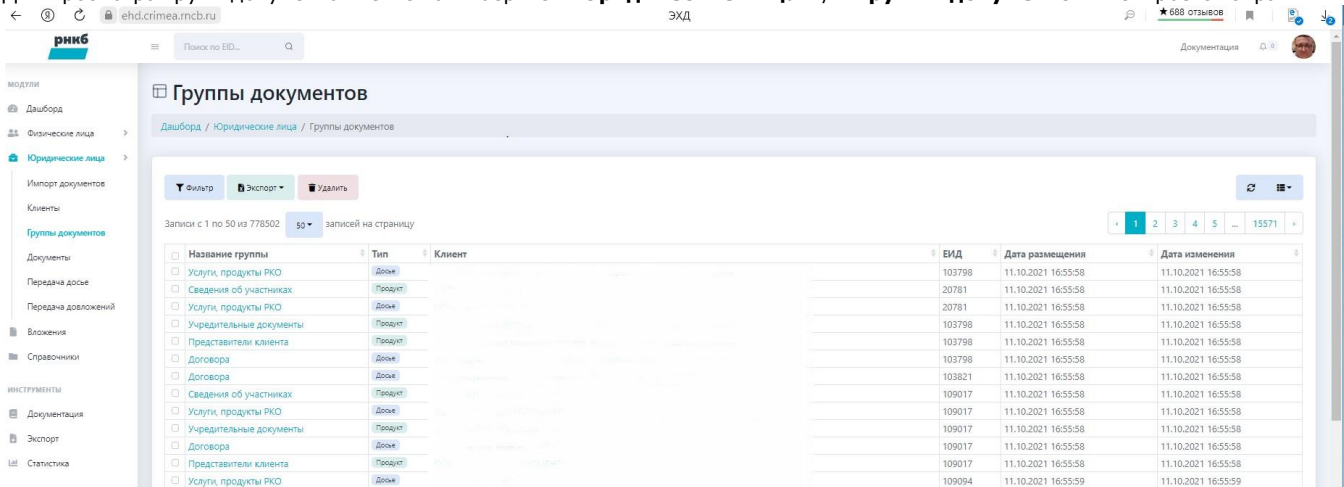 ehd.crimea.rncb.ru ЭХД ★ 688 отзывов
рнкб Поиск по EID... Документация 0
МОДУЛИ
Дашборд
Физические лица
Юридические лица
Импорт документов
Клиенты
Группы документов
Документы
Передача досье
Передача довложений
Вложения
Справочники
ИНСТРУМЕНТЫ
Документация
Экспорт
Статистика
Группы документов
Дашборд / Юридические лица / Группы документов
Фильтр Экспорт Удалить
Записи с 1 по 50 из 778502 50 записей на страницу
‹ 1 2 3 4 5 ... 15571 ›
Название группы Тип Клиент ЕИД Дата размещения Дата изменения
Услуги, продукты РКО Досье 103798 11.10.2021 16:55:58 11.10.2021 16:55:58
Сведения об участниках Продукт 20781 11.10.2021 16:55:58 11.10.2021 16:55:58
Услуги, продукты РКО Досье 20781 11.10.2021 16:55:58 11.10.2021 16:55:58
Учредительные документы Продукт 103798 11.10.2021 16:55:58 11.10.2021 16:55:58
Представители клиента Продукт 103798 11.10.2021 16:55:58 11.10.2021 16:55:58
Договора Досье 103798 11.10.2021 16:55:58 11.10.2021 16:55:58
Договора Досье 103821 11.10.2021 16:55:58 11.10.2021 16:55:58
Сведения об участниках Продукт 109017 11.10.2021 16:55:58 11.10.2021 16:55:58
Услуги, продукты РКО Досье 109017 11.10.2021 16:55:58 11.10.2021 16:55:58
Учредительные документы Продукт 109017 11.10.2021 16:55:58 11.10.2021 16:55:58
Договора Досье 109017 11.10.2021 16:55:58 11.10.2021 16:55:58
Представители клиента Продукт 109017 11.10.2021 16:55:58 11.10.2021 16:55:58
Услуги, продукты РКО Досье 109094 11.10.2021 16:55:59 11.10.2021 16:55:59